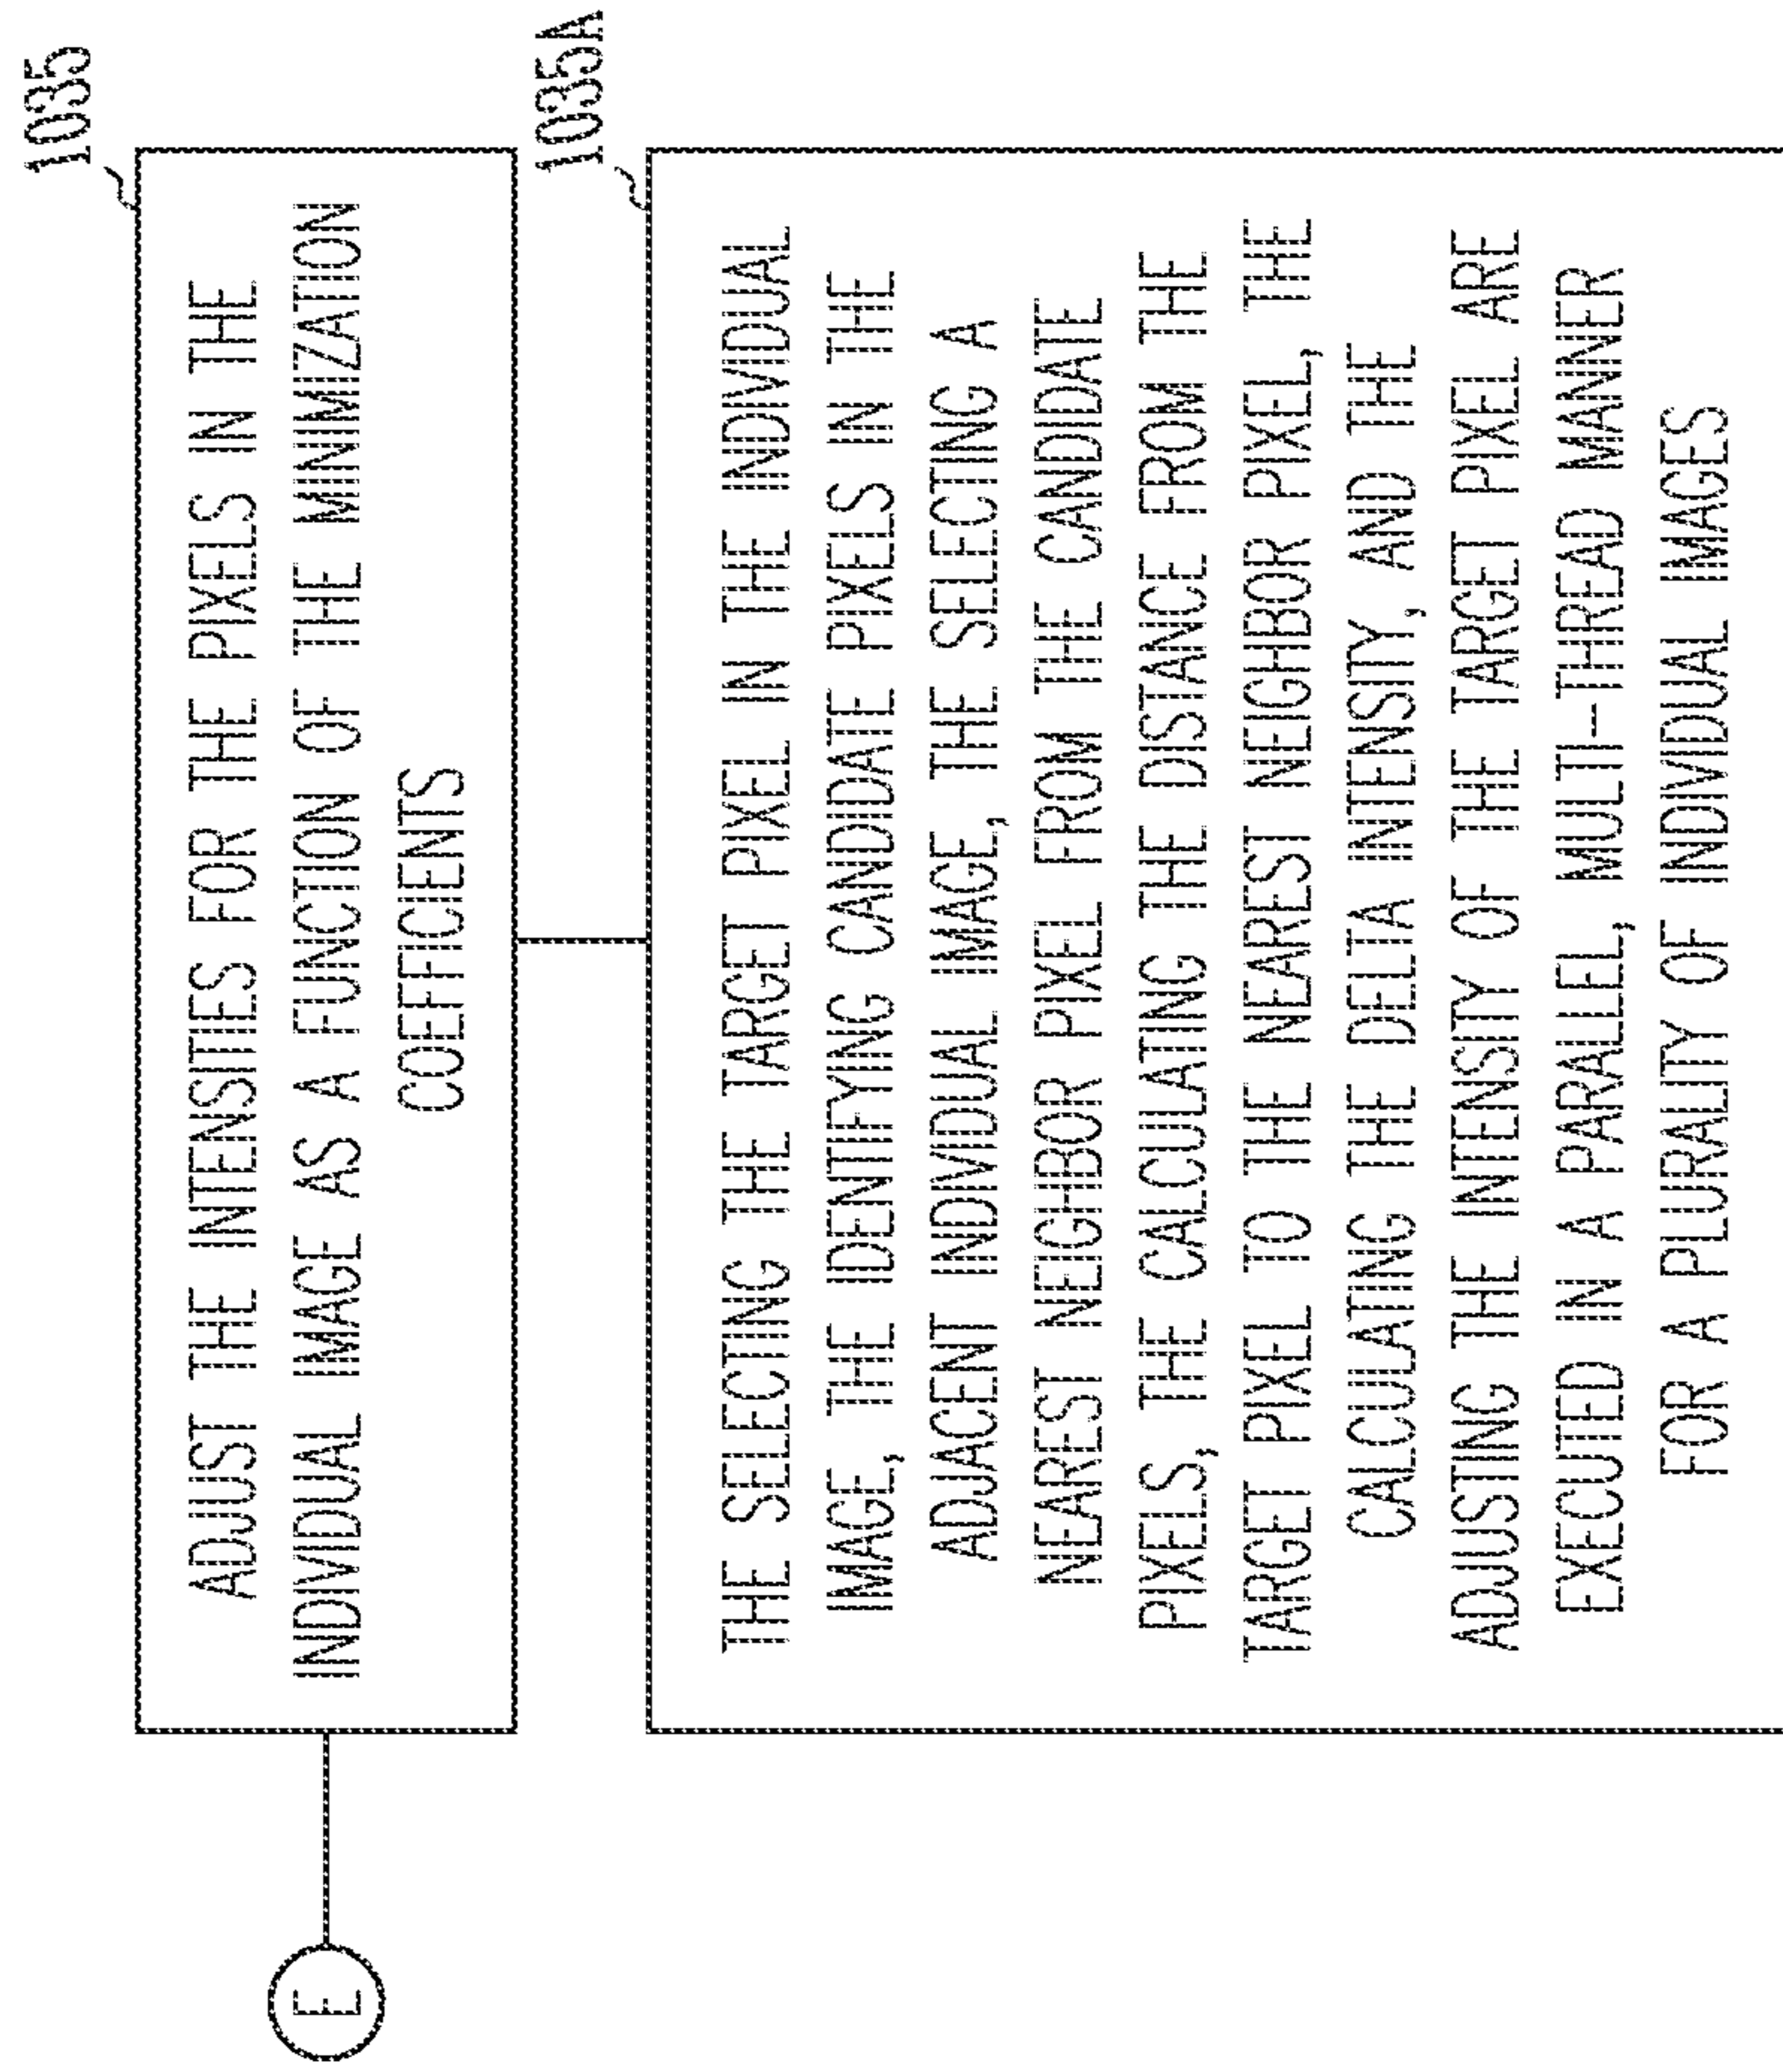 E
1035
ADJUST THE INTENSITIES FOR THE PIXELS IN THE
INDIVIDUAL IMAGE AS A FUNCTION OF THE MINIMIZATION
COEFFICIENTS
1035A
THE SELECTING THE TARGET PIXEL IN THE INDIVIDUAL
IMAGE, THE IDENTIFYING CANDIDATE PIXELS IN THE
ADJACENT INDIVIDUAL IMAGE, THE SELECTING A
NEAREST NEIGHBOR PIXEL FROM THE CANDIDATE
PIXELS, THE CALCULATING THE DISTANCE FROM THE
TARGET PIXEL TO THE NEAREST NEIGHBOR PIXEL, THE
CALCULATING THE DELTA INTENSITY, AND THE
ADJUSTING THE INTENSITY OF THE TARGET PIXEL ARE
EXECUTED IN A PARALLEL, MULTI-THREAD MANNER
FOR A PLURALITY OF INDIVIDUAL IMAGES